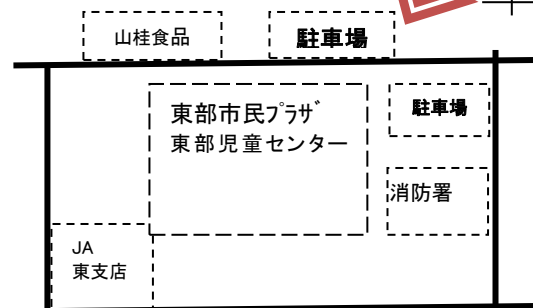 山桂食品
駐車場
東部市民ﾌﾟﾗｻﾞ
東部児童センター
駐車場
消防署
JA
東支店